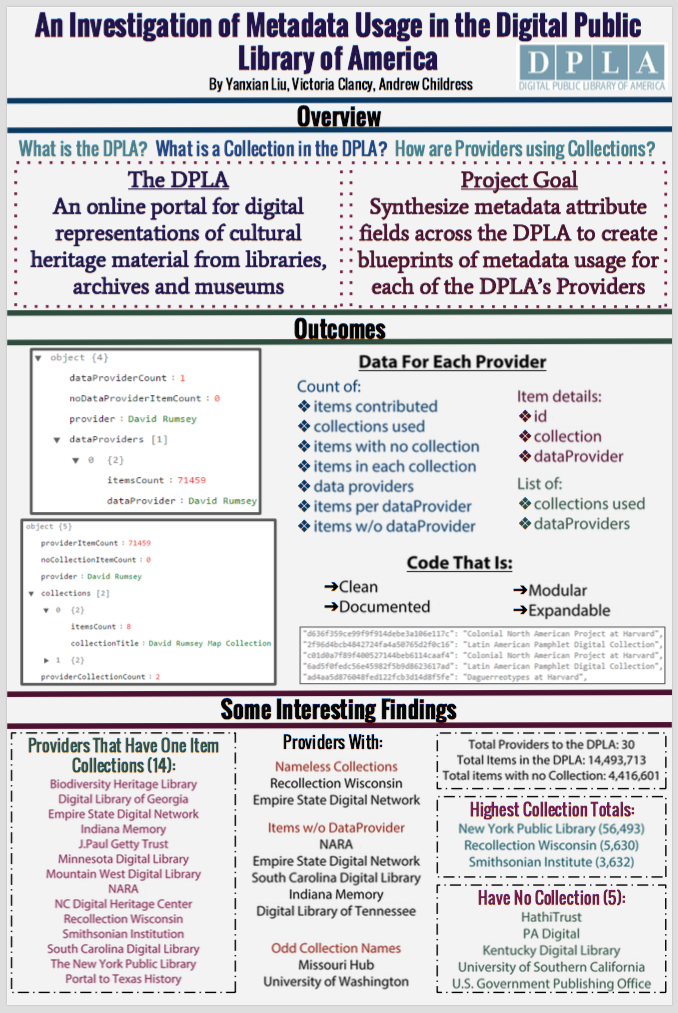 An Investigation of Metadata Usage in the Digital Public
Library of America
By Yanxian Liu, Victoria Clancy, Andrew Childress
DPLA
DIGITAL PUBLIC LIBRARY OF AMERICA
Overview
What is the DPLA? What is a Collection in the DPLA? How are Providers using Collections?
The DPLA
An online portal for digital
representations of cultural
heritage material from libraries,
archives and museums
Project Goal
Synthesize metadata attribute
fields across the DPLA to create
blueprints of metadata usage for
each of the DPLA's Providers
Outcomes
▼ object {4}
dataProviderCount : 1
noDataProviderItemCount : 0
provider : David Rumsey
▼ dataProviders [1]
▼ 0 {2}
itemsCount : 71459
dataProvider : David Rumsey
object {5}
providerItemCount : 71459
noCollectionItemCount : 0
provider : David Rumsey
▼ collections [2]
▼ 0 {2}
itemsCount : 8
collectionTitle : David Rumsey Map Collection
► 1 {2}
providerCollectionCount : 2
Data For Each Provider
Count of:
❖ items contributed
❖ collections used
❖ items with no collection
❖ items in each collection
❖ data providers
❖ items per dataProvider
❖ items w/o dataProvider
Item details:
❖ id
❖ collection
❖ dataProvider
List of:
❖ collections used
❖ dataProviders
Code That Is:
➔Clean
➔Documented
➔Modular
➔Expandable
"Colonial North American Project at Harvard",
"Latin American Pamphlet Digital Collection",
"Colonial North American Project at Harvard",
"Latin American Pamphlet Digital Collection",
"Daguerreotypes at Harvard",
Some Interesting Findings
Providers That Have One Item
Collections (14):
Biodiversity Heritage Library
Digital Library of Georgia
Empire State Digital Network
Indiana Memory
J.Paul Getty Trust
Minnesota Digital Library
Mountain West Digital Library
NARA
NC Digital Heritage Center
Recollection Wisconsin
Smithsonian Institution
South Carolina Digital Library
The New York Public Library
Portal to Texas History
Providers With:
Nameless Collections
Recollection Wisconsin
Empire State Digital Network
Items w/o DataProvider
NARA
Empire State Digital Network
South Carolina Digital Library
Indiana Memory
Digital Library of Tennessee
Odd Collection Names
Missouri Hub
University of Washington
Total Providers to the DPLA: 30
Total Items in the DPLA: 14,493,713
Total items with no Collection: 4,416,601
Highest Collection Totals:
New York Public Library (56,493)
Recollection Wisconsin (5,630)
Smithsonian Institute (3,632)
Have No Collection (5):
HathiTrust
PA Digital
Kentucky Digital Library
University of Southern California
U.S. Government Publishing Office